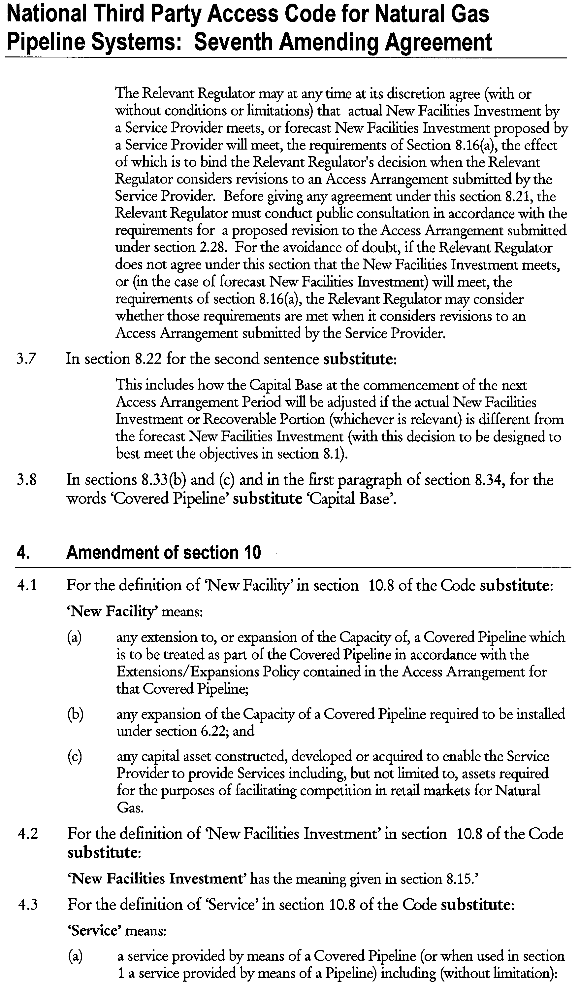 National Third Party Access Code for Natural Gas
Pipeline Systems: Seventh Amending Agreement
The Relevant Regulator may at any time at its discretion agree (with or
without conditions or limitations) that actual New Facilities Investment by
a Service Provider meets, or forecast New Facilities Investment proposed by
a Service Provider will meet, the requirements of Section 8.16(a), the effect
of which is to bind the Relevant Regulator's decision when the Relevant
Regulator considers revisions to an Access Arrangement submitted by the
Service Provider. Before giving any agreement under this section 8.21, the
Relevant Regulator must conduct public consultation in accordance with the
requirements for a proposed revision to the Access Arrangement submitted
under section 2.28. For the avoidance of doubt, if the Relevant Regulator
does not agree under this section that the New Facilities Investment meets,
or (in the case of forecast New Facilities Investment) will meet, the
requirements of section 8.16(a), the Relevant Regulator may consider
whether those requirements are met when it considers revisions to an
Access Arrangement submitted by the Service Provider.
3.7 In section 8.22 for the second sentence substitute:
This includes how the Capital Base at the commencement of the next
Access Arrangement Period will be adjusted if the actual New Facilities
Investment or Recoverable Portion (whichever is relevant) is different from
the forecast New Facilities Investment (with this decision to be designed to
best meet the objectives in section 8.1).
3.8 In sections 8.33(b) and (c) and in the first paragraph of section 8.34, for the
words ‘Covered Pipeline’ substitute ‘Capital Base’.
4. Amendment of section 10
4.1 For the definition of ‘New Facility’ in section 10.8 of the Code substitute:
‘New Facility’ means:
(a) any extension to, or expansion of the Capacity of, a Covered Pipeline which
is to be treated as part of the Covered Pipeline in accordance with the
Extensions/Expansions Policy contained in the Access Arrangement for
that Covered Pipeline;
(b) any expansion of the Capacity of a Covered Pipeline required to be installed
under section 6.22; and
(c) any capital asset constructed, developed or acquired to enable the Service
Provider to provide Services including, but not limited to, assets required
for the purposes of facilitating competition in retail markets for Natural
Gas.
4.2 For the definition of ‘New Facilities Investment’ in section 10.8 of the Code
substitute:
‘New Facilities Investment’ has the meaning given in section 8.15.’
4.3 For the definition of ‘Service’ in section 10.8 of the Code substitute:
‘Service’ means:
(a) a service provided by means of a Covered Pipeline (or when used in section
1 a service provided by means of a Pipeline) including (without limitation):